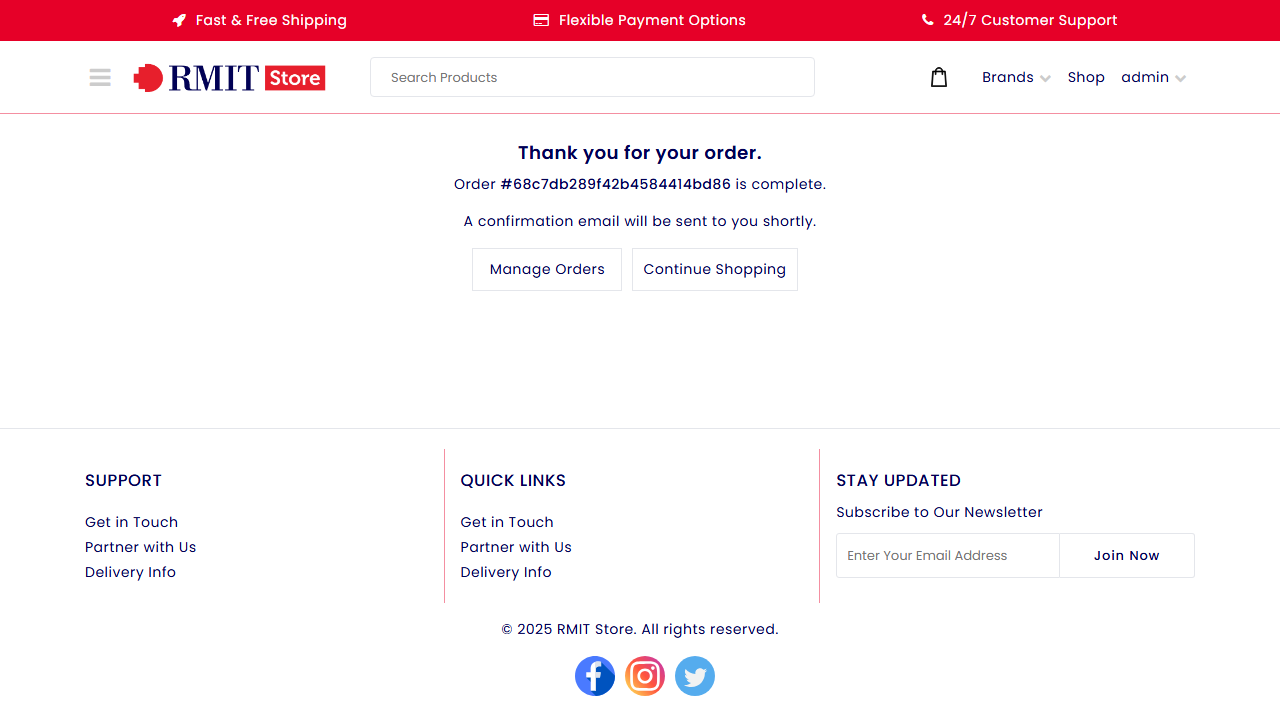 Fast & Free Shipping
Flexible Payment Options
24/7 Customer Support
RMIT Store
Search Products
Brands
Shop
admin
Thank you for your order.
Order #68c7db289f42b4584414bd86 is complete.
A confirmation email will be sent to you shortly.
Manage Orders
Continue Shopping
SUPPORT
Get in Touch
Partner with Us
Delivery Info
QUICK LINKS
Get in Touch
Partner with Us
Delivery Info
STAY UPDATED
Subscribe to Our Newsletter
Enter Your Email Address
Join Now
© 2025 RMIT Store. All rights reserved.